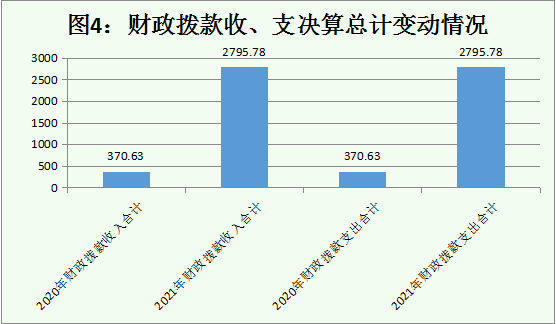 图4：财政拨款收、支决算总计变动情况
3000
2500
2000
1500
1000
500
0
370.63
2795.78
370.63
2795.78
2020年财政拨款收入合计
2021年财政拨款收入合计
2020年财政拨款支出合计
2021年财政拨款支出合计